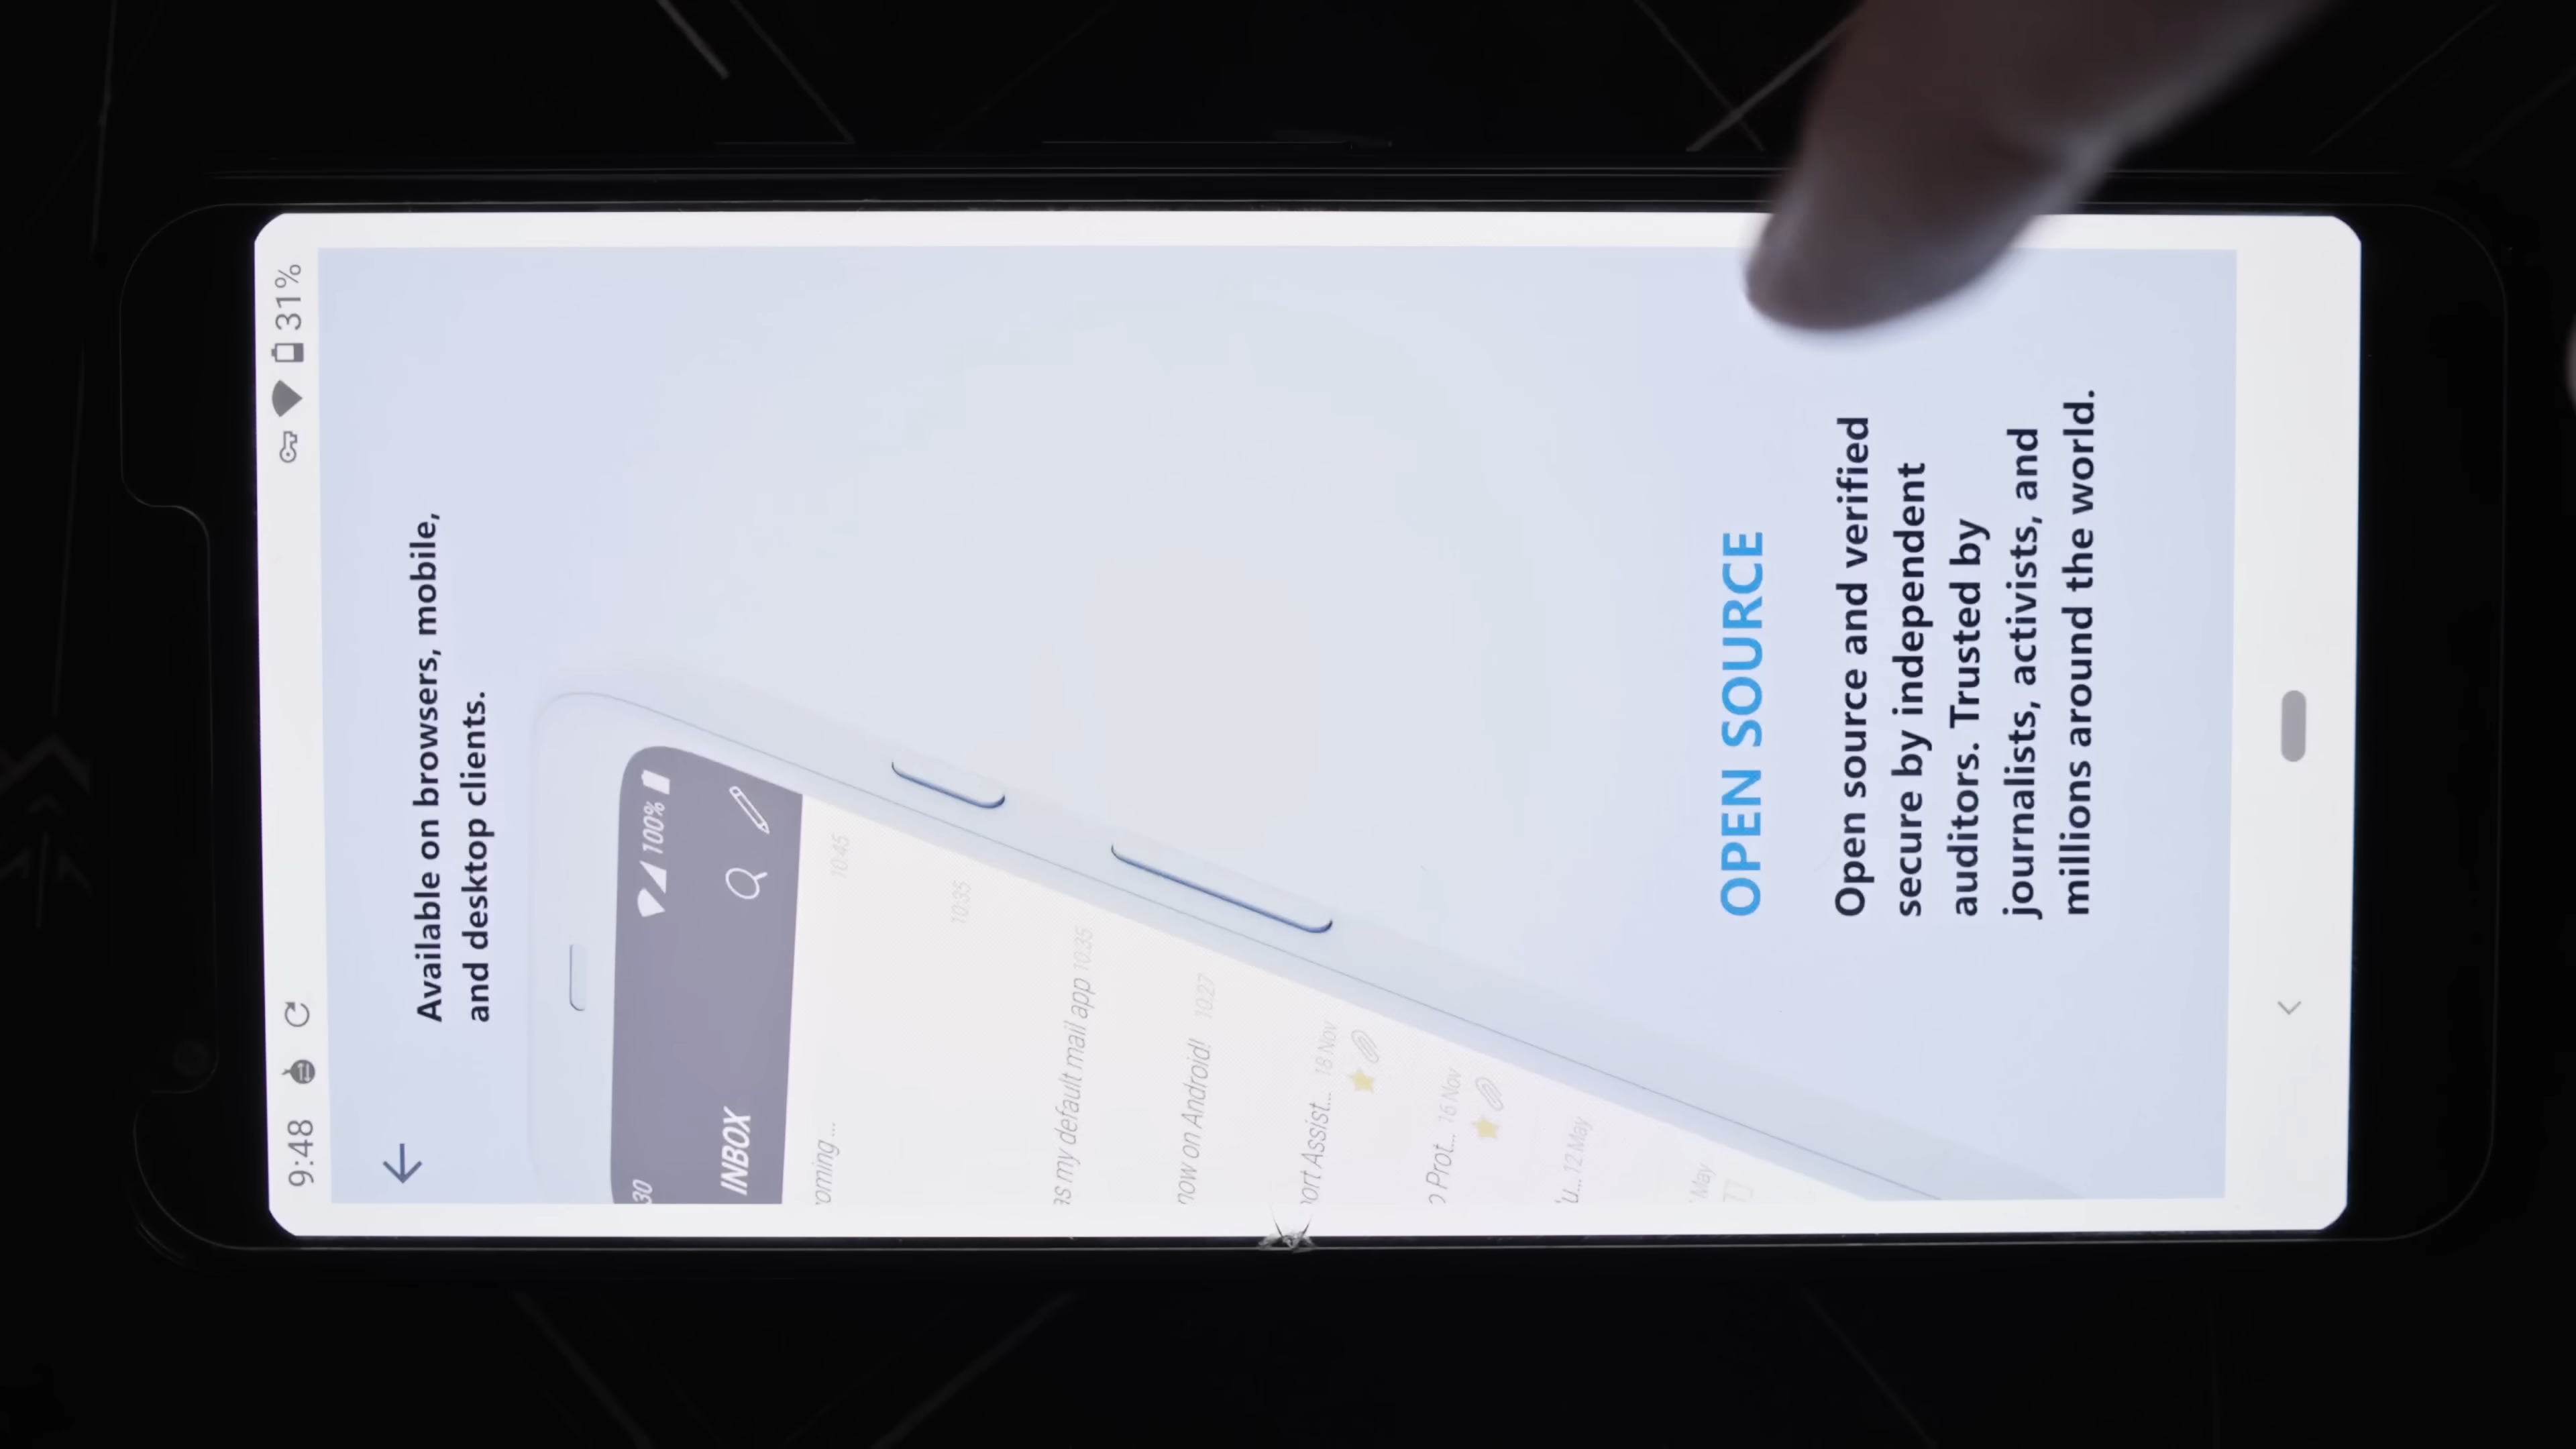 9:48
31%
Available on browsers, mobile,
and desktop clients.
30
100%
INBOX
10:45
oming ...
10:35
as my default mail app 10:35
now on Android! 10:27
ort Assist... 18 Nov
o Prot... 16 Nov
'u... 12 May
May
OPEN SOURCE
Open source and verified
secure by independent
auditors. Trusted by
journalists, activists, and
millions around the world.